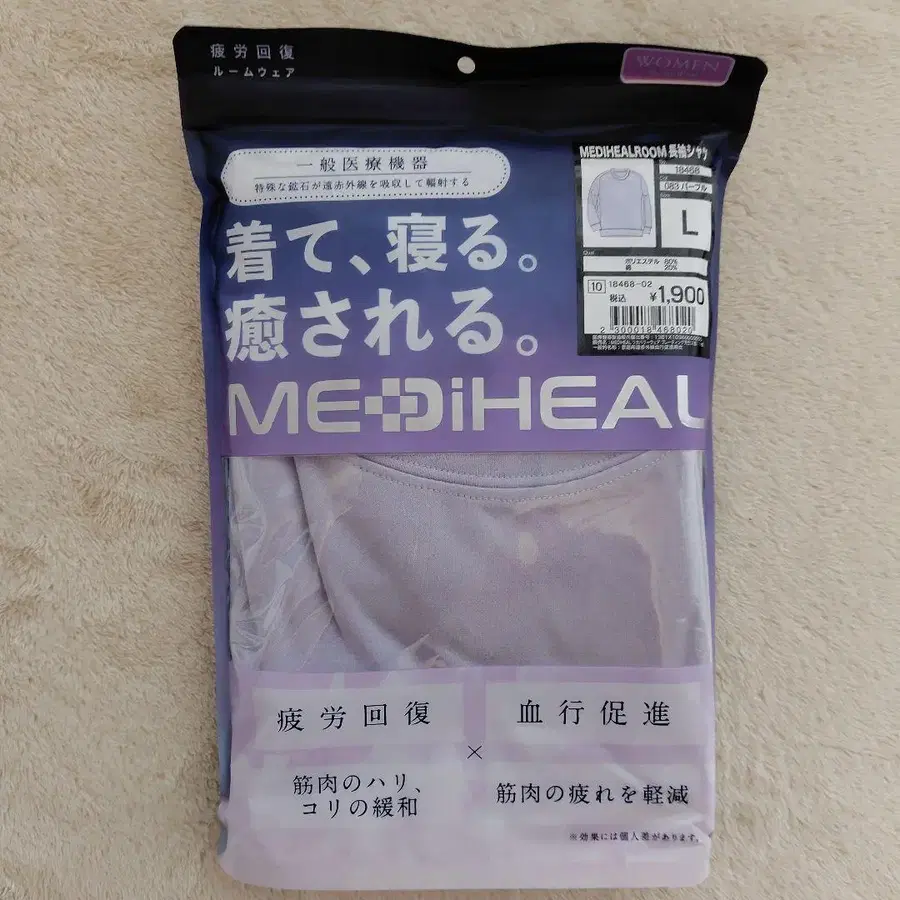 疲労回復
ルームウェア
WOMEN
一般医療機器
特殊な鉱石が遠赤外線を吸収して輻射する
着て、寝る。
癒される。
MEDiHEAL
MEDIHEALROOM 長袖シャツ
18468
083 パープル
L
ポリエステル 80%
綿 20%
10 18468-02
税込 ¥1,900
2 300018 468020
疲労回復
×
血行促進
筋肉のハリ、
コリの緩和
筋肉の疲れを軽減
※効果には個人差があります。